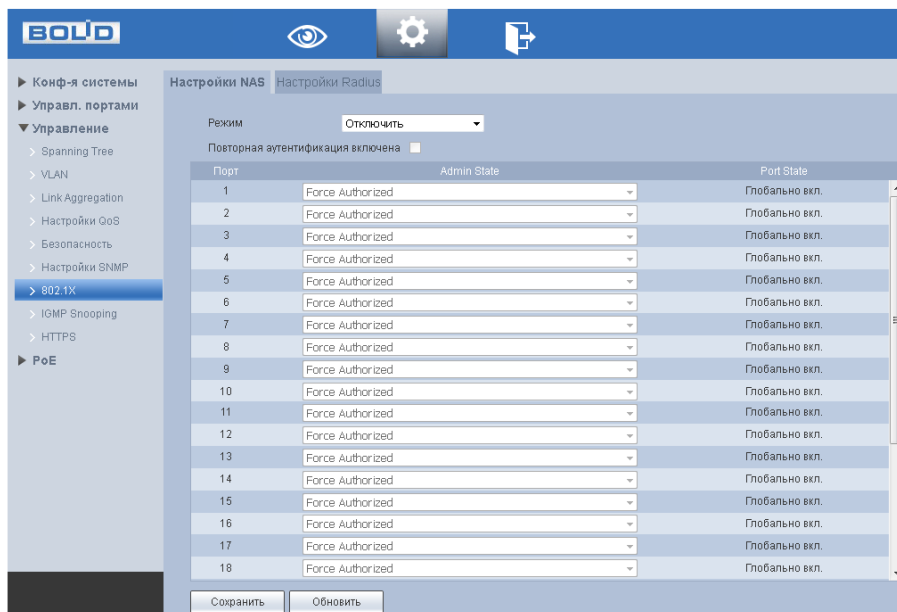 BOLID
Конф-я системы
Управл. портами
Управление
Spanning Tree
VLAN
Link Aggregation
Настройки QoS
Безопасность
Настройки SNMP
802.1X
IGMP Snooping
HTTPS
PoE
Настройки NAS Настройки Radius
Режим Отключить
Повторная аутентификация включена
Порт Admin State Port State
1 Force Authorized Глобально вкл.
2 Force Authorized Глобально вкл.
3 Force Authorized Глобально вкл.
4 Force Authorized Глобально вкл.
5 Force Authorized Глобально вкл.
6 Force Authorized Глобально вкл.
7 Force Authorized Глобально вкл.
8 Force Authorized Глобально вкл.
9 Force Authorized Глобально вкл.
10 Force Authorized Глобально вкл.
11 Force Authorized Глобально вкл.
12 Force Authorized Глобально вкл.
13 Force Authorized Глобально вкл.
14 Force Authorized Глобально вкл.
15 Force Authorized Глобально вкл.
16 Force Authorized Глобально вкл.
17 Force Authorized Глобально вкл.
18 Force Authorized Глобально вкл.
Сохранить Обновить